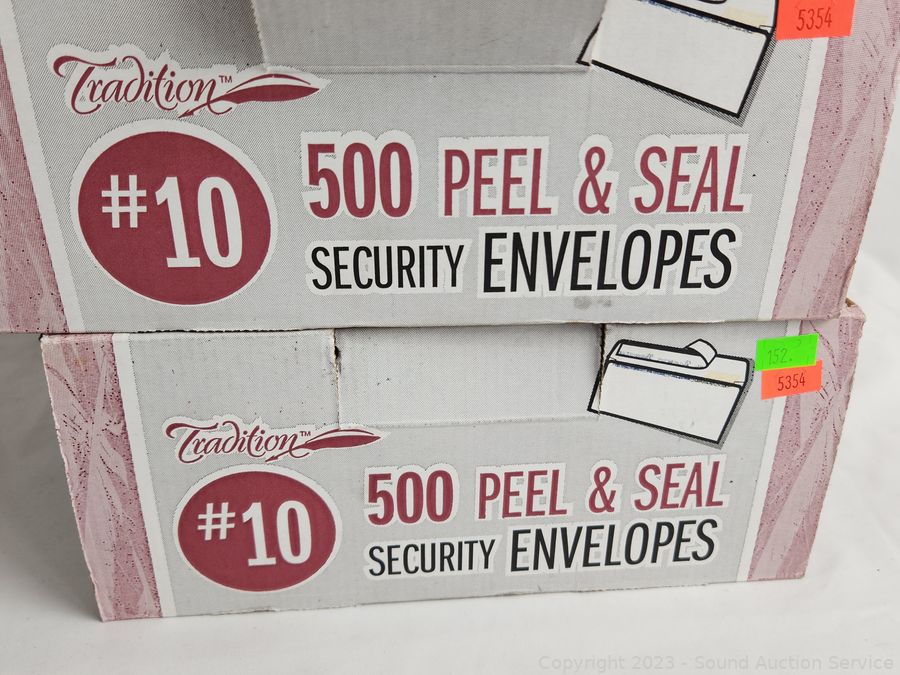 5354
Tradition™
#10
500 PEEL & SEAL
SECURITY ENVELOPES
152.
5354
Tradition™
#10
500 PEEL & SEAL
SECURITY ENVELOPES
Copyright 2023 - Sound Auction Service